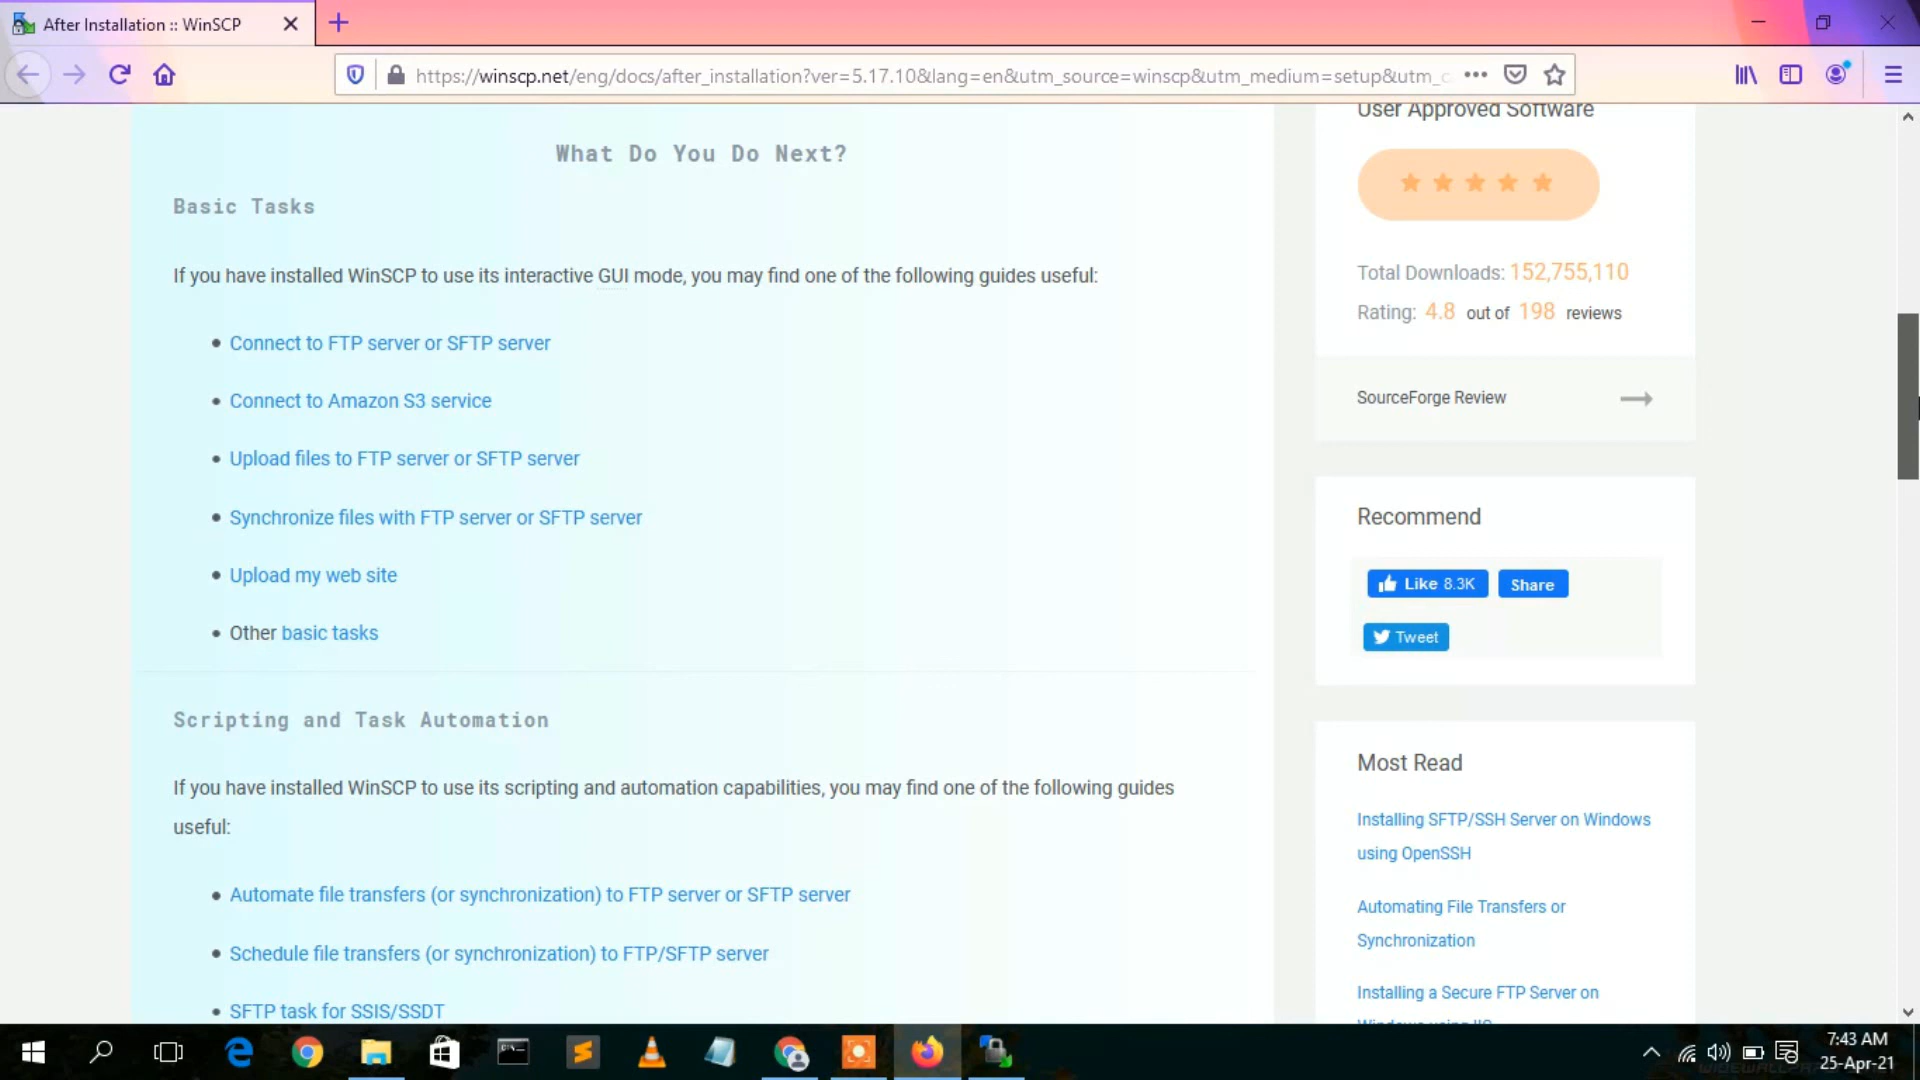 After Installation :: WinSCP
https://winscp.net/eng/docs/after_installation?ver=5.17.10&lang=en&utm_source=winscp&utm_medium=setup&utm_c
What Do You Do Next?
Basic Tasks
If you have installed WinSCP to use its interactive GUI mode, you may find one of the following guides useful:
• Connect to FTP server or SFTP server
• Connect to Amazon S3 service
• Upload files to FTP server or SFTP server
• Synchronize files with FTP server or SFTP server
• Upload my web site
• Other basic tasks
Scripting and Task Automation
If you have installed WinSCP to use its scripting and automation capabilities, you may find one of the following guides
useful:
• Automate file transfers (or synchronization) to FTP server or SFTP server
• Schedule file transfers (or synchronization) to FTP/SFTP server
• SFTP task for SSIS/SSDT
User Approved Software
Total Downloads: 152,755,110
Rating: 4.8 out of 198 reviews
SourceForge Review
Recommend
Like 8.3K Share
Tweet
Most Read
Installing SFTP/SSH Server on Windows
using OpenSSH
Automating File Transfers or
Synchronization
Installing a Secure FTP Server on
7:43 AM
25-Apr-21